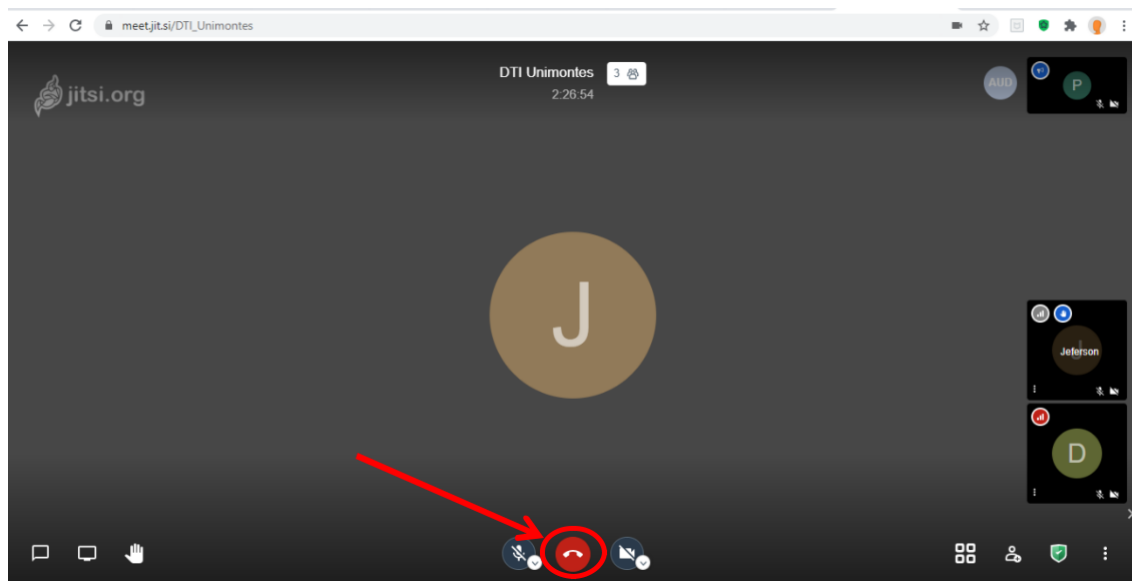 meet.jit.si/DTI_Unimontes
jitsi.org
DTI Unimontes 3
2:26:54
AUD
P
J
Jeferson
D